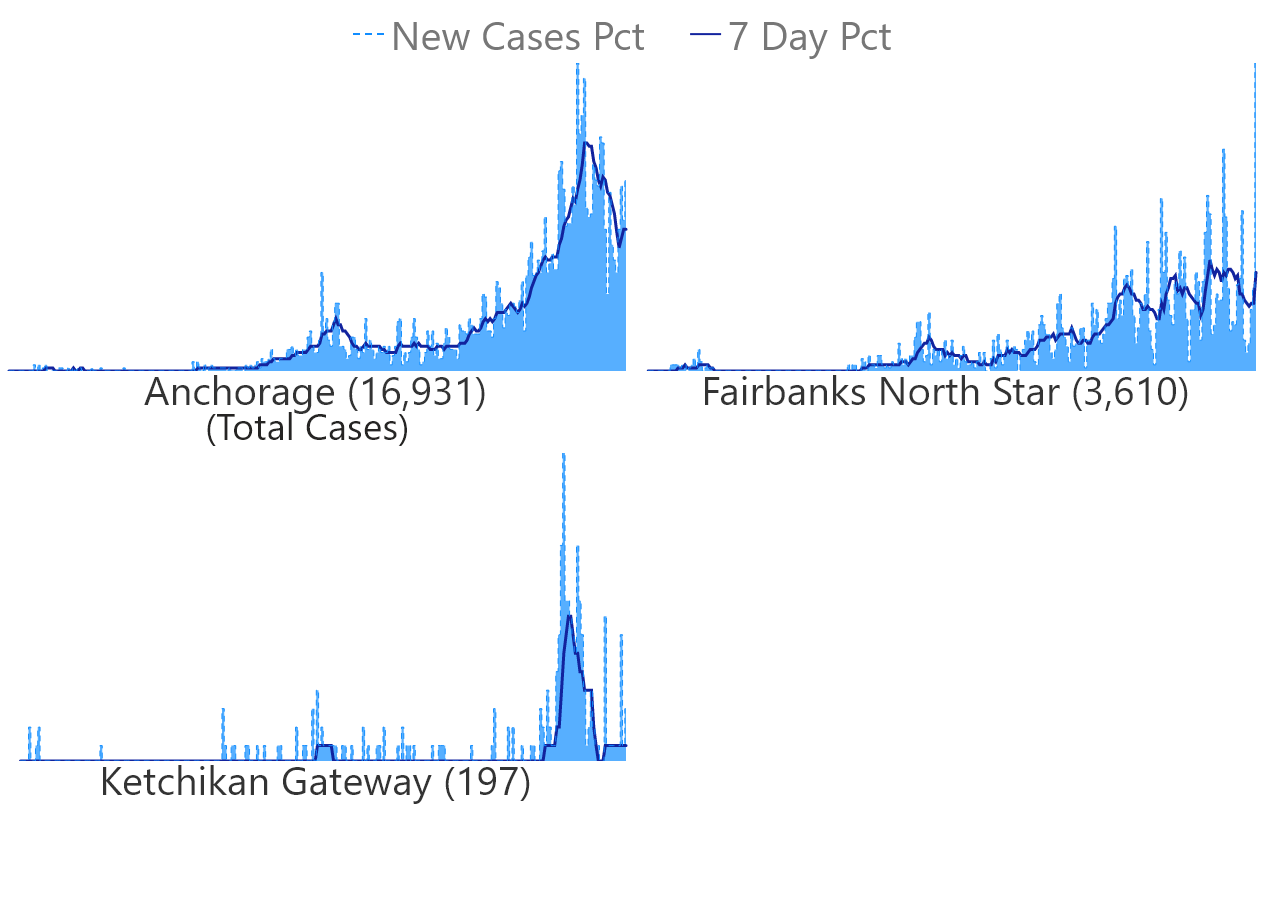 New Cases Pct 7 Day Pct
Anchorage (16,931)
(Total Cases)
Fairbanks North Star (3,610)
Ketchikan Gateway (197)